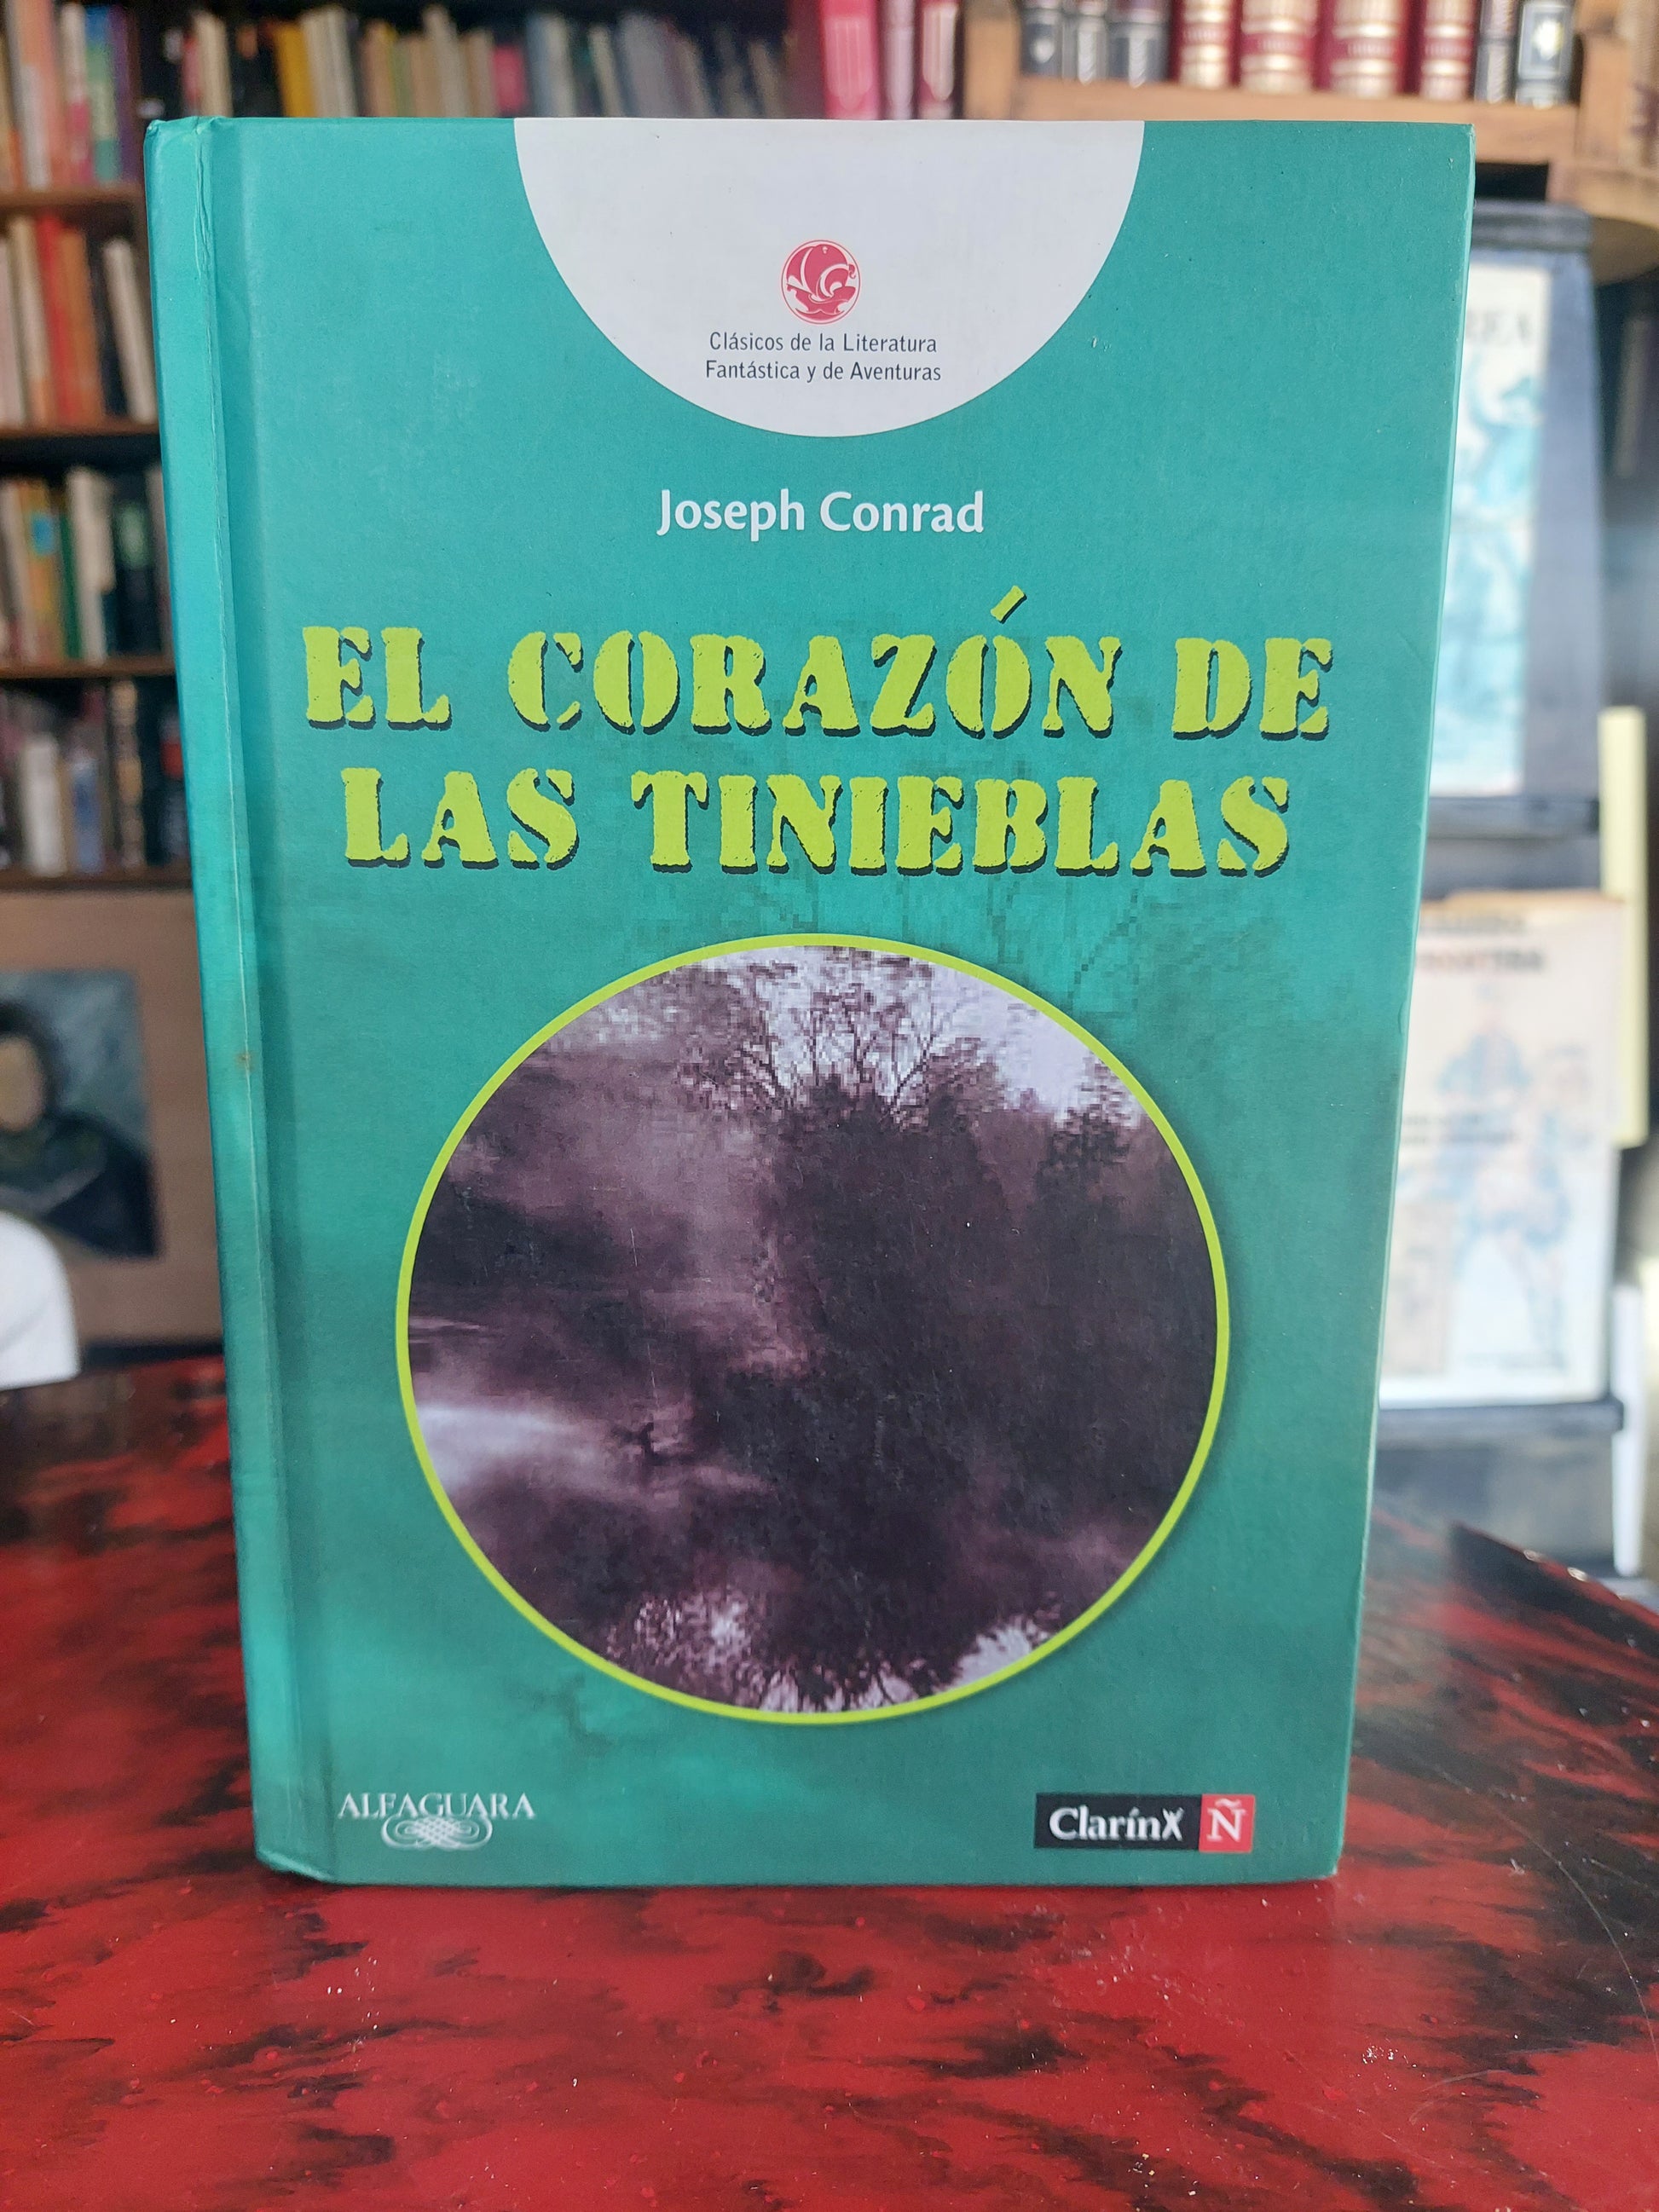 Clásicos de la Literatura
Fantástica y de Aventuras
Joseph Conrad
EL CORAZÓN DE
LAS TINIEBLAS
ALFAGUARA
Clarín Ñ